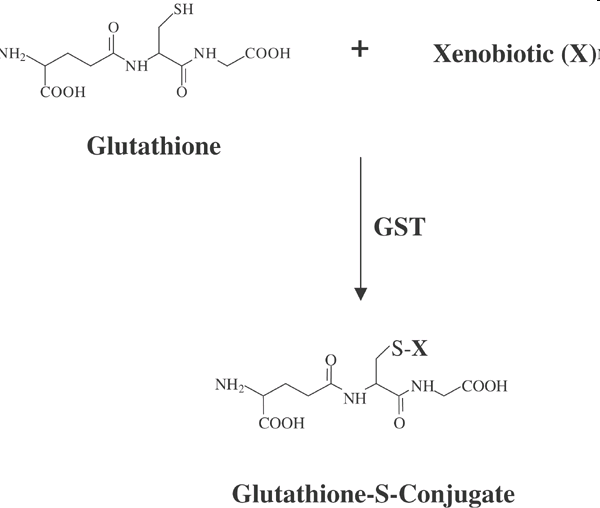 SH
O
NH₂
NH
NH
COOH
+
Xenobiotic (X)
COOH
O
Glutathione
GST
S-X
O
NH₂
NH
NH
COOH
COOH
O
Glutathione-S-Conjugate